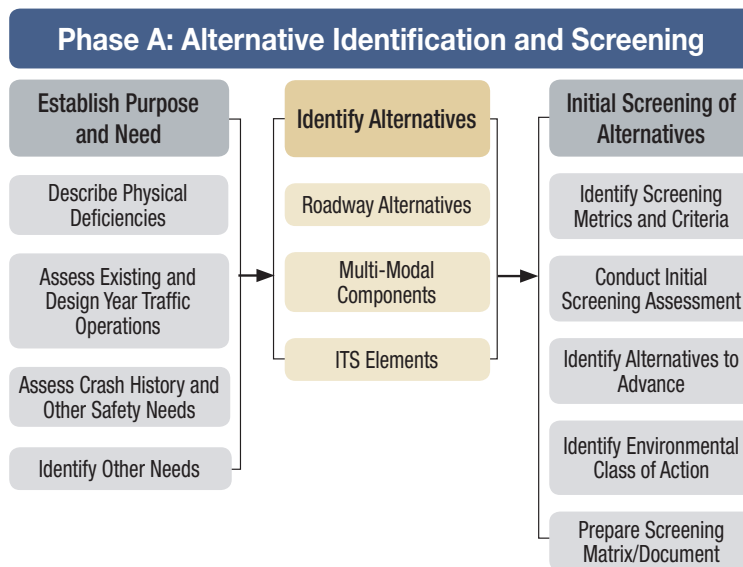 Phase A: Alternative Identification and Screening
Establish Purpose
and Need
Describe Physical
Deficiencies
Assess Existing and
Design Year Traffic
Operations
Assess Crash History and
Other Safety Needs
Identify Other Needs
Identify Alternatives
Roadway Alternatives
Multi-Modal
Components
ITS Elements
Initial Screening of
Alternatives
Identify Screening
Metrics and Criteria
Conduct Initial
Screening Assessment
Identify Alternatives to
Advance
Identify Environmental
Class of Action
Prepare Screening
Matrix/Document